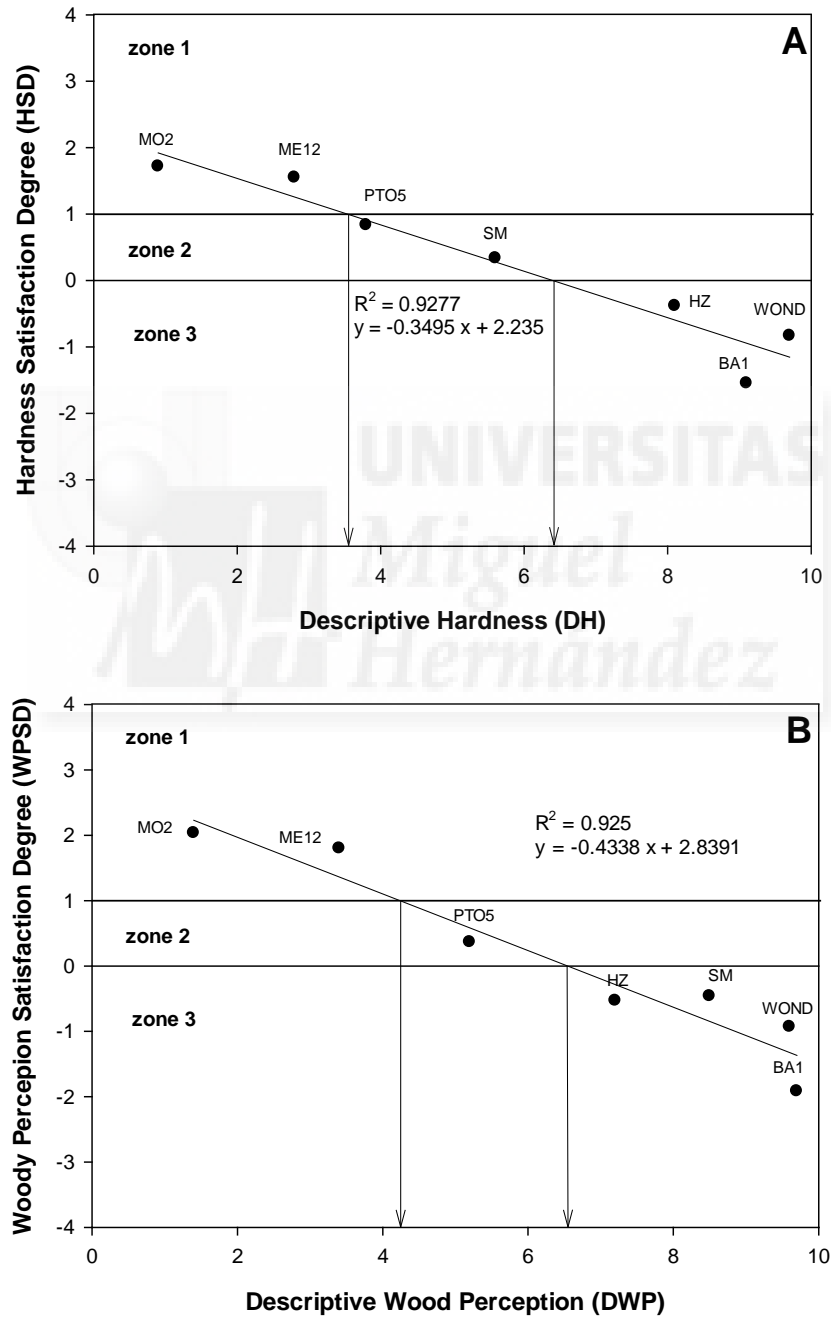 A
zone 1
zone 2
zone 3
MO2
ME12
PTO5
SM
HZ
WOND
BA1
R² = 0.9277
y = -0.3495 x + 2.235
4
3
2
1
0
-1
-2
-3
-4
0 2 4 6 8 10
Hardness Satisfaction Degree (HSD)
Descriptive Hardness (DH)
UNIVERSITAS
Miguel
Hernández
B
zone 1
zone 2
zone 3
MO2
ME12
PTO5
HZ
SM
WOND
BA1
R² = 0.925
y = -0.4338 x + 2.8391
4
3
2
1
0
-1
-2
-3
-4
0 2 4 6 8 10
Woody Percepion Satisfaction Degree (WPSD)
Descriptive Wood Perception (DWP)